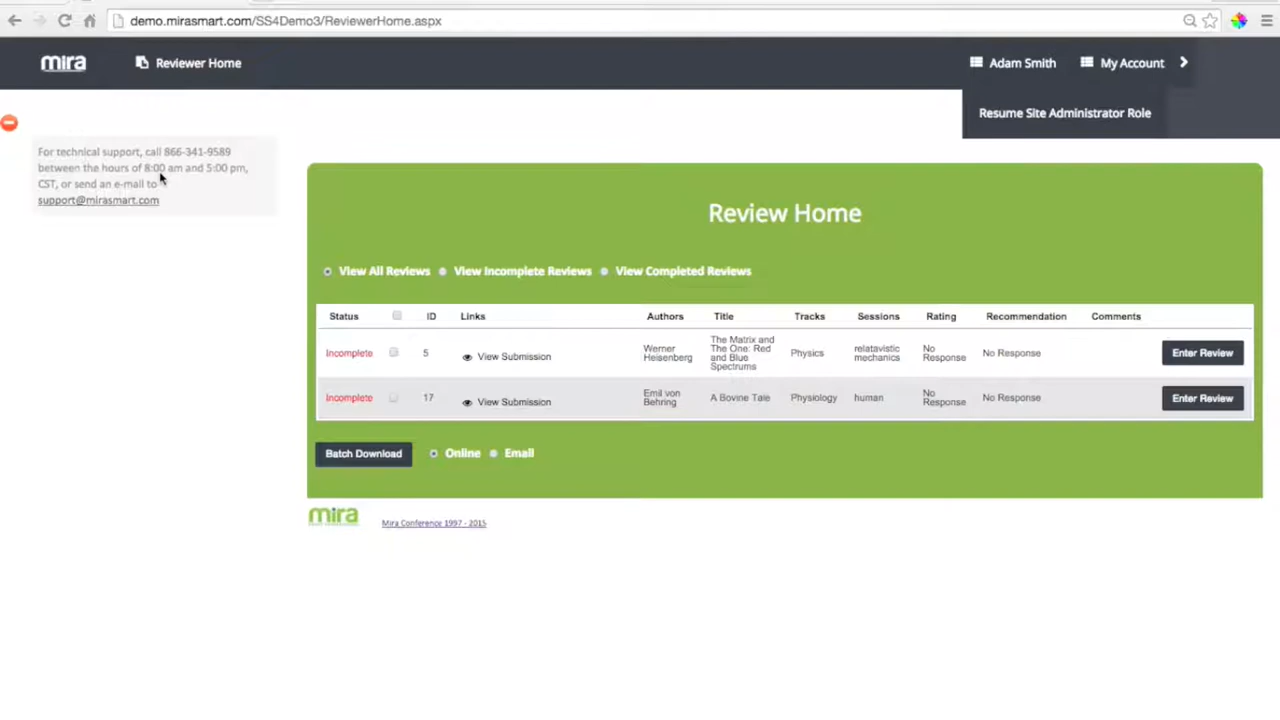 demo.mirasmart.com/SS4Demo3/ReviewerHome.aspx
mira
Reviewer Home
Adam Smith
My Account
Resume Site Administrator Role
For technical support, call 866-341-9589
between the hours of 8:00 am and 5:00 pm,
CST, or send an e-mail to
support@mirasmart.com
Review Home
View All Reviews
View Incomplete Reviews
View Completed Reviews
Status ID Links Authors Title Tracks Sessions Rating Recommendation Comments
Incomplete
5
View Submission
Werner
Heisenberg
The Matrix and
The One: Red
and Blue
Spectrums
Physics
relatavistic
mechanics
No
Response
No Response
Enter Review
Incomplete
17
View Submission
Emil von
Behring
A Bovine Tale
Physiology
human
No
Response
No Response
Enter Review
Batch Download
Online
Email
mira
Mira Conference 1997 - 2015